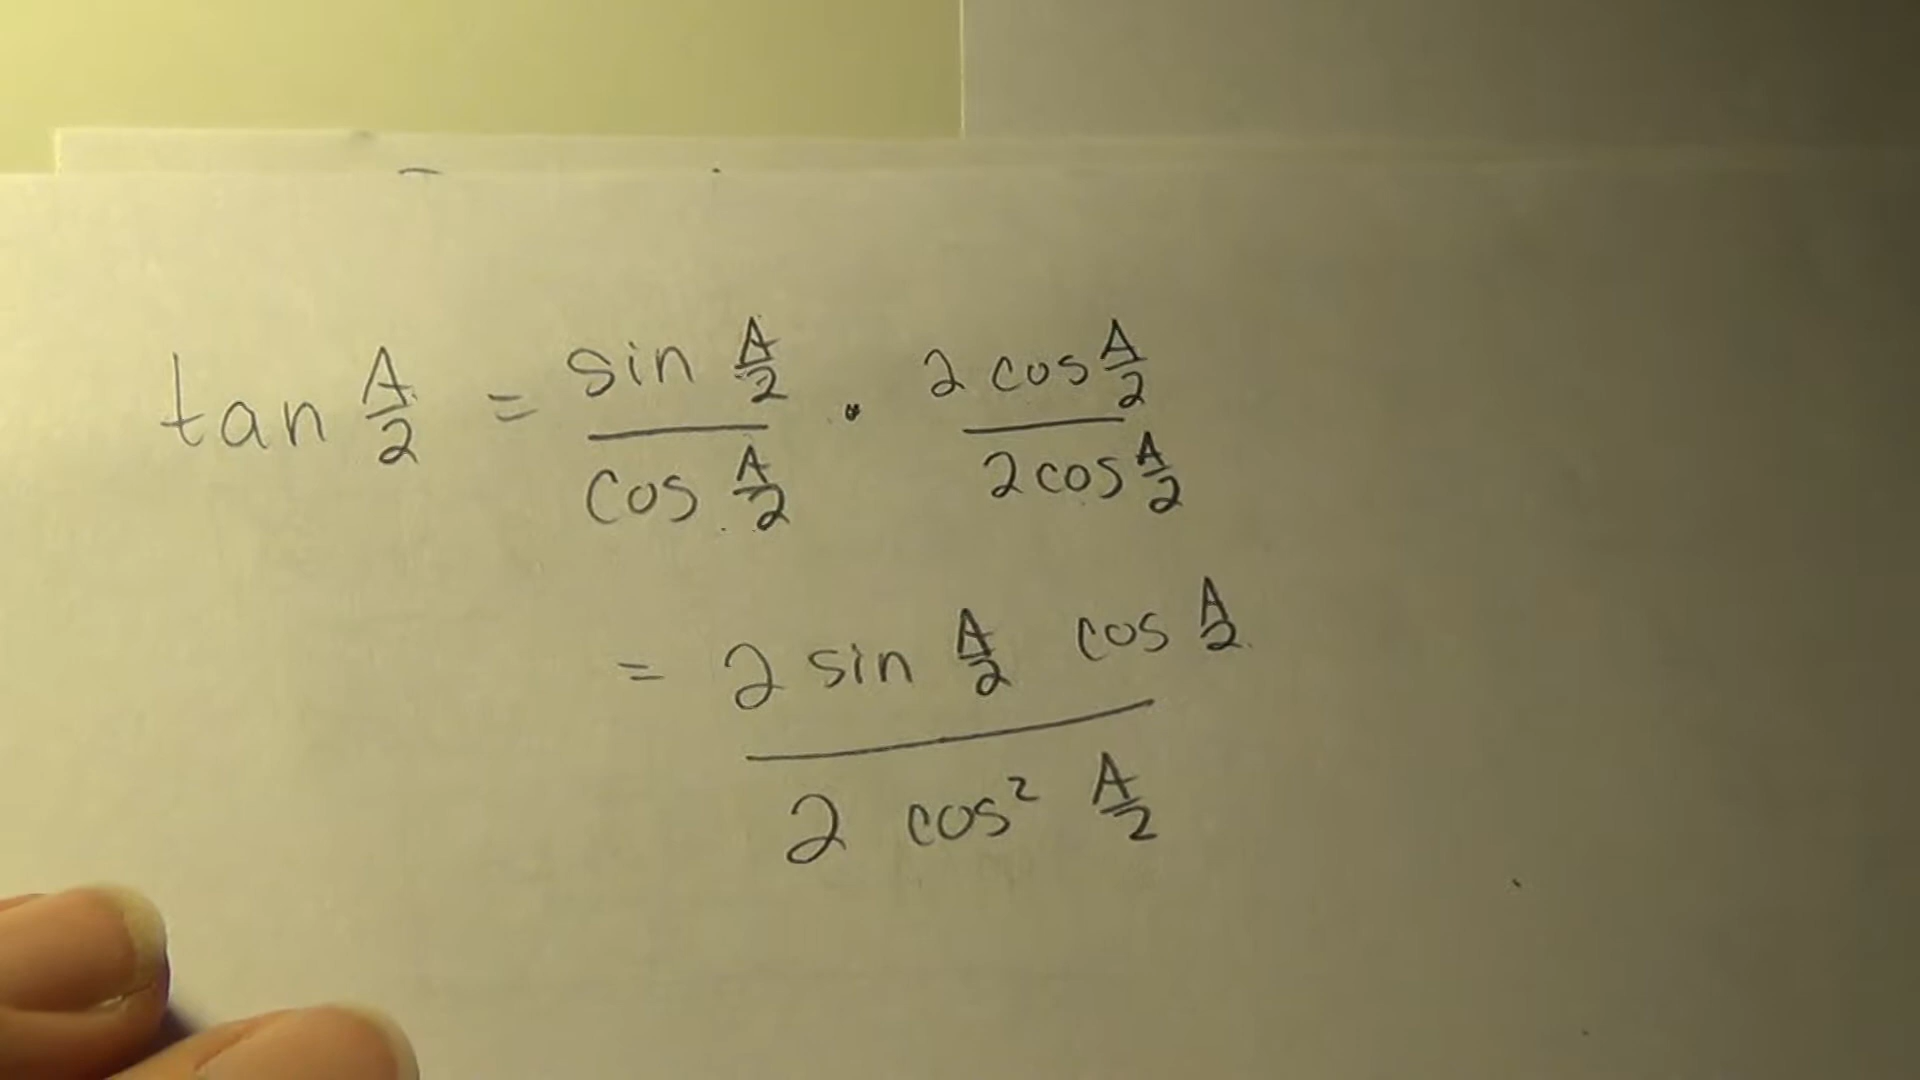 tan A/2 = sin A/2 / cos A/2 · 2 cos A/2 / 2 cos A/2
= 2 sin A/2 cos A/2 / 2 cos² A/2